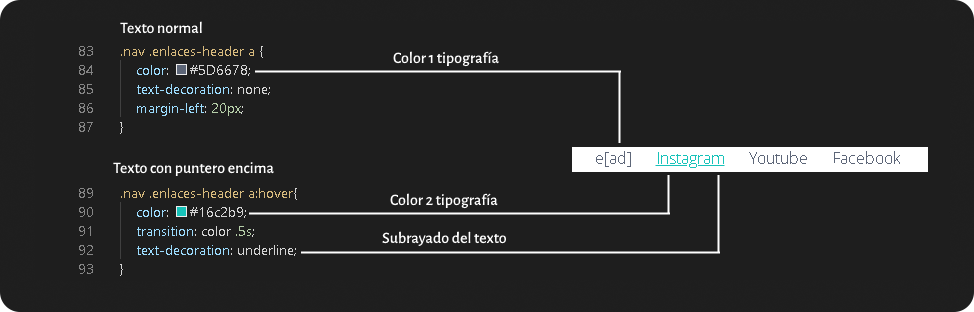 Texto normal
83 .nav .enlaces-header a {
84 color: #5D6678;
85 text-decoration: none;
86 margin-left: 20px;
87 }
Color 1 tipografía
e[ad] Instagram Youtube Facebook
Texto con puntero encima
89 .nav .enlaces-header a:hover{
90 color: #16c2b9;
91 transition: color .5s;
92 text-decoration: underline;
93 }
Color 2 tipografía
Subrayado del texto